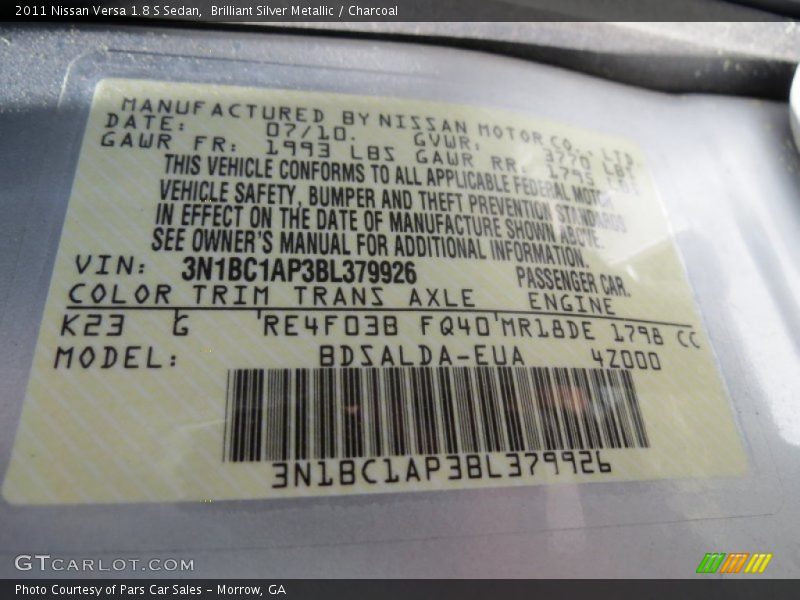 2011 Nissan Versa 1.8 S Sedan, Brilliant Silver Metallic / Charcoal
MANUFACTURED BY NISSAN MOTOR CO., LTD
DATE: 07/10. GVWR: 3770 LBS
GAWR FR: 1993 LBS GAWR RR: 1795 LBS
THIS VEHICLE CONFORMS TO ALL APPLICABLE FEDERAL MOTOR
VEHICLE SAFETY, BUMPER AND THEFT PREVENTION STANDARDS
IN EFFECT ON THE DATE OF MANUFACTURE SHOWN ABOVE.
SEE OWNER'S MANUAL FOR ADDITIONAL INFORMATION.
VIN: 3N1BC1AP3BL379926 PASSENGER CAR.
COLOR TRIM TRANS AXLE ENGINE
K23 G RE4F03B FQ40 MR18DE 1798 CC
MODEL: BDSALDA-EUA 4Z000
3N1BC1AP3BL379926
GTCARLOT.COM
Photo Courtesy of Pars Car Sales - Morrow, GA